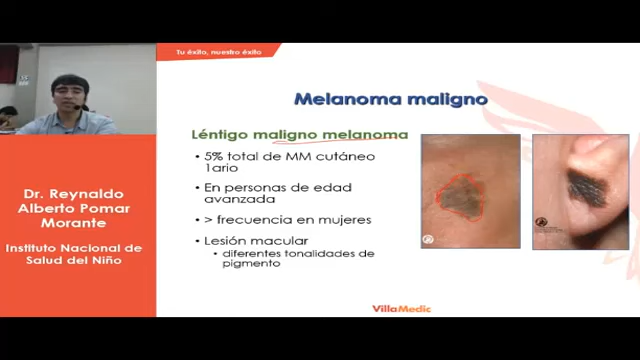 Tu éxito, nuestro éxito
Melanoma maligno
Léntigo maligno melanoma
• 5% total de MM cutáneo
1ario
• En personas de edad
avanzada
• > frecuencia en mujeres
• Lesión macular
• diferentes tonalidades de
pigmento
Dr. Reynaldo
Alberto Pomar
Morante
Instituto Nacional de
Salud del Niño
VillaMedic